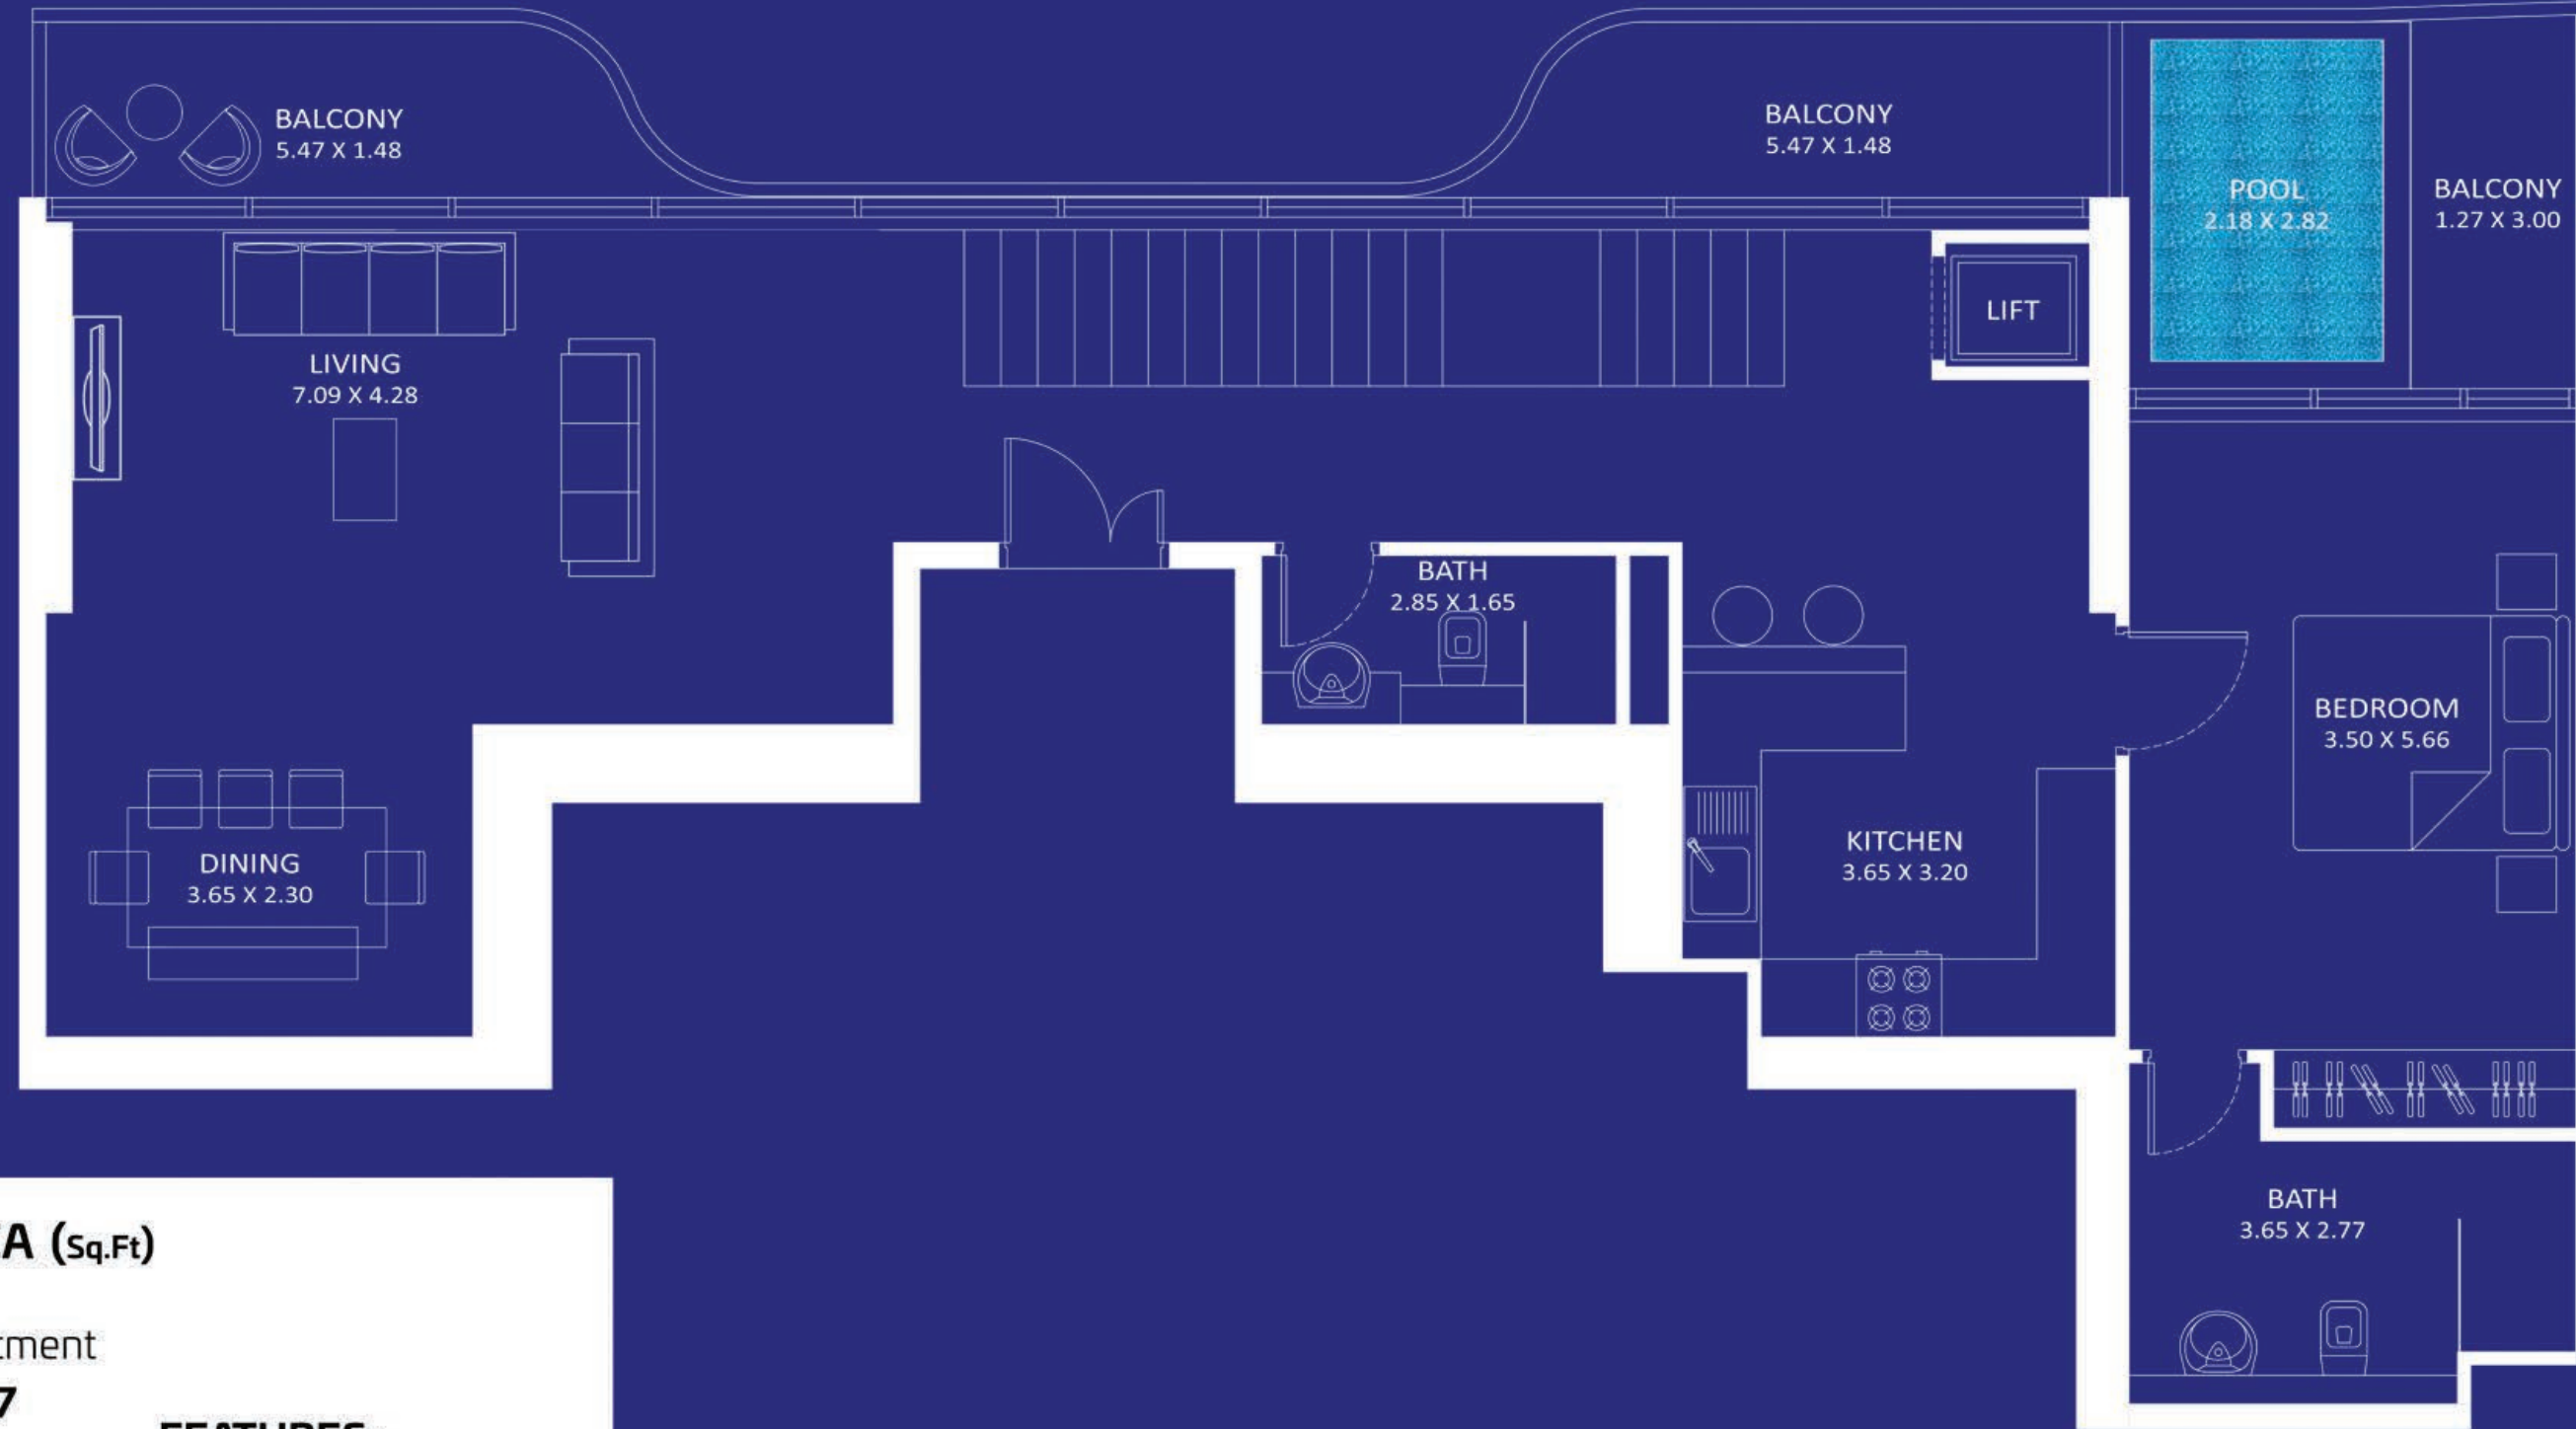 BALCONY
5.47 X 1.48
BALCONY
5.47 X 1.48
POOL
2.18 X 2.82
BALCONY
1.27 X 3.00
LIFT
LIVING
7.09 X 4.28
BATH
2.85 X 1.65
BEDROOM
3.50 X 5.66
KITCHEN
3.65 X 3.20
DINING
3.65 X 2.30
BATH
3.65 X 2.77
(Sq.Ft)
7
FEATURES